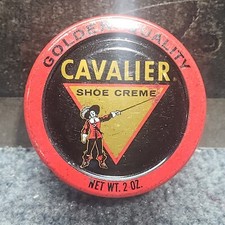 GOLDEN QUALITY
CAVALIER®
SHOE CREME
NET WT. 2 OZ.